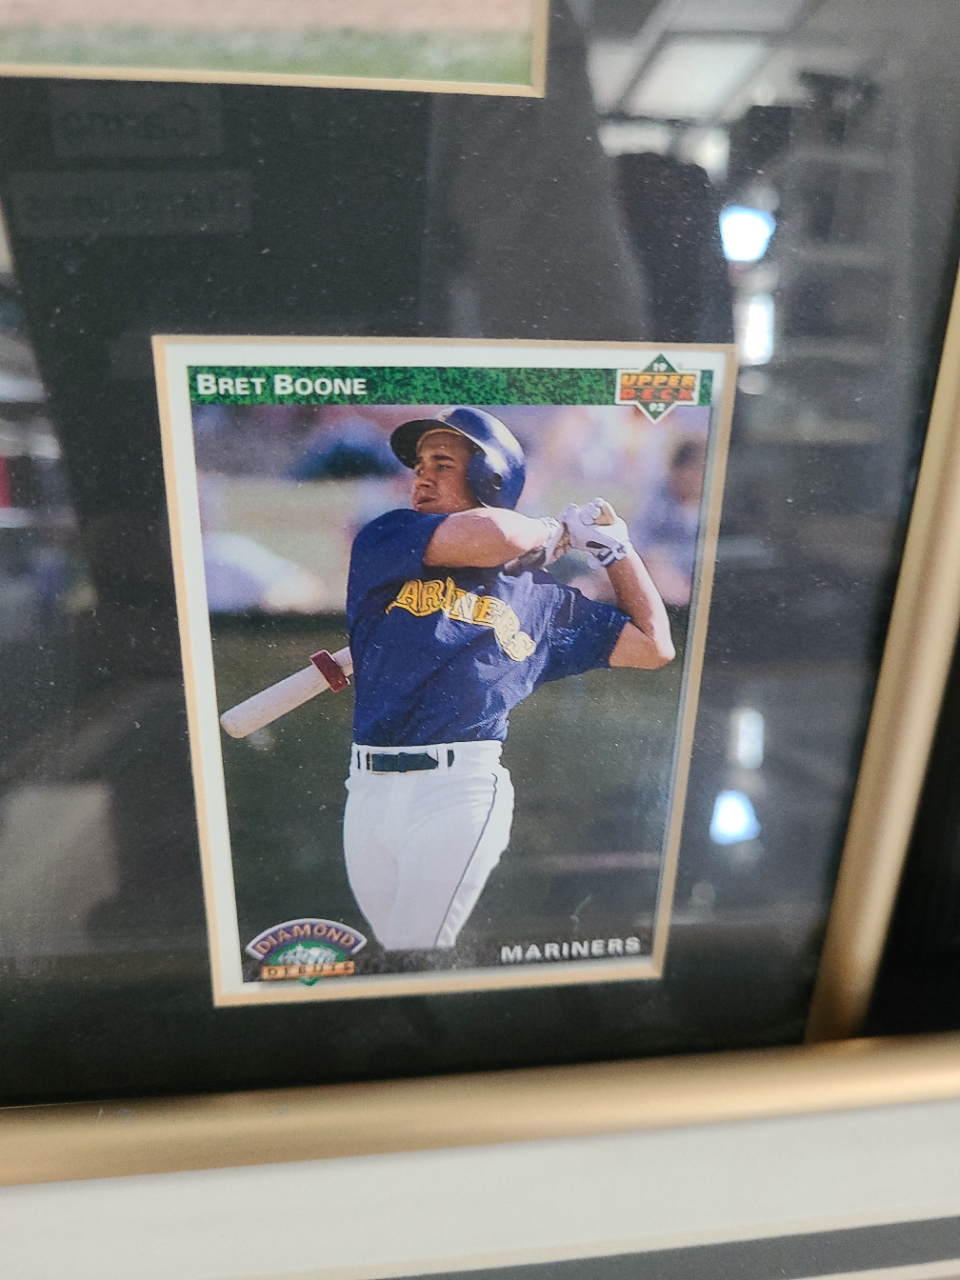 BRET BOONE
19
UPPER
DECK
92
MARINERS
DIAMOND
DEBUTS
MARINERS